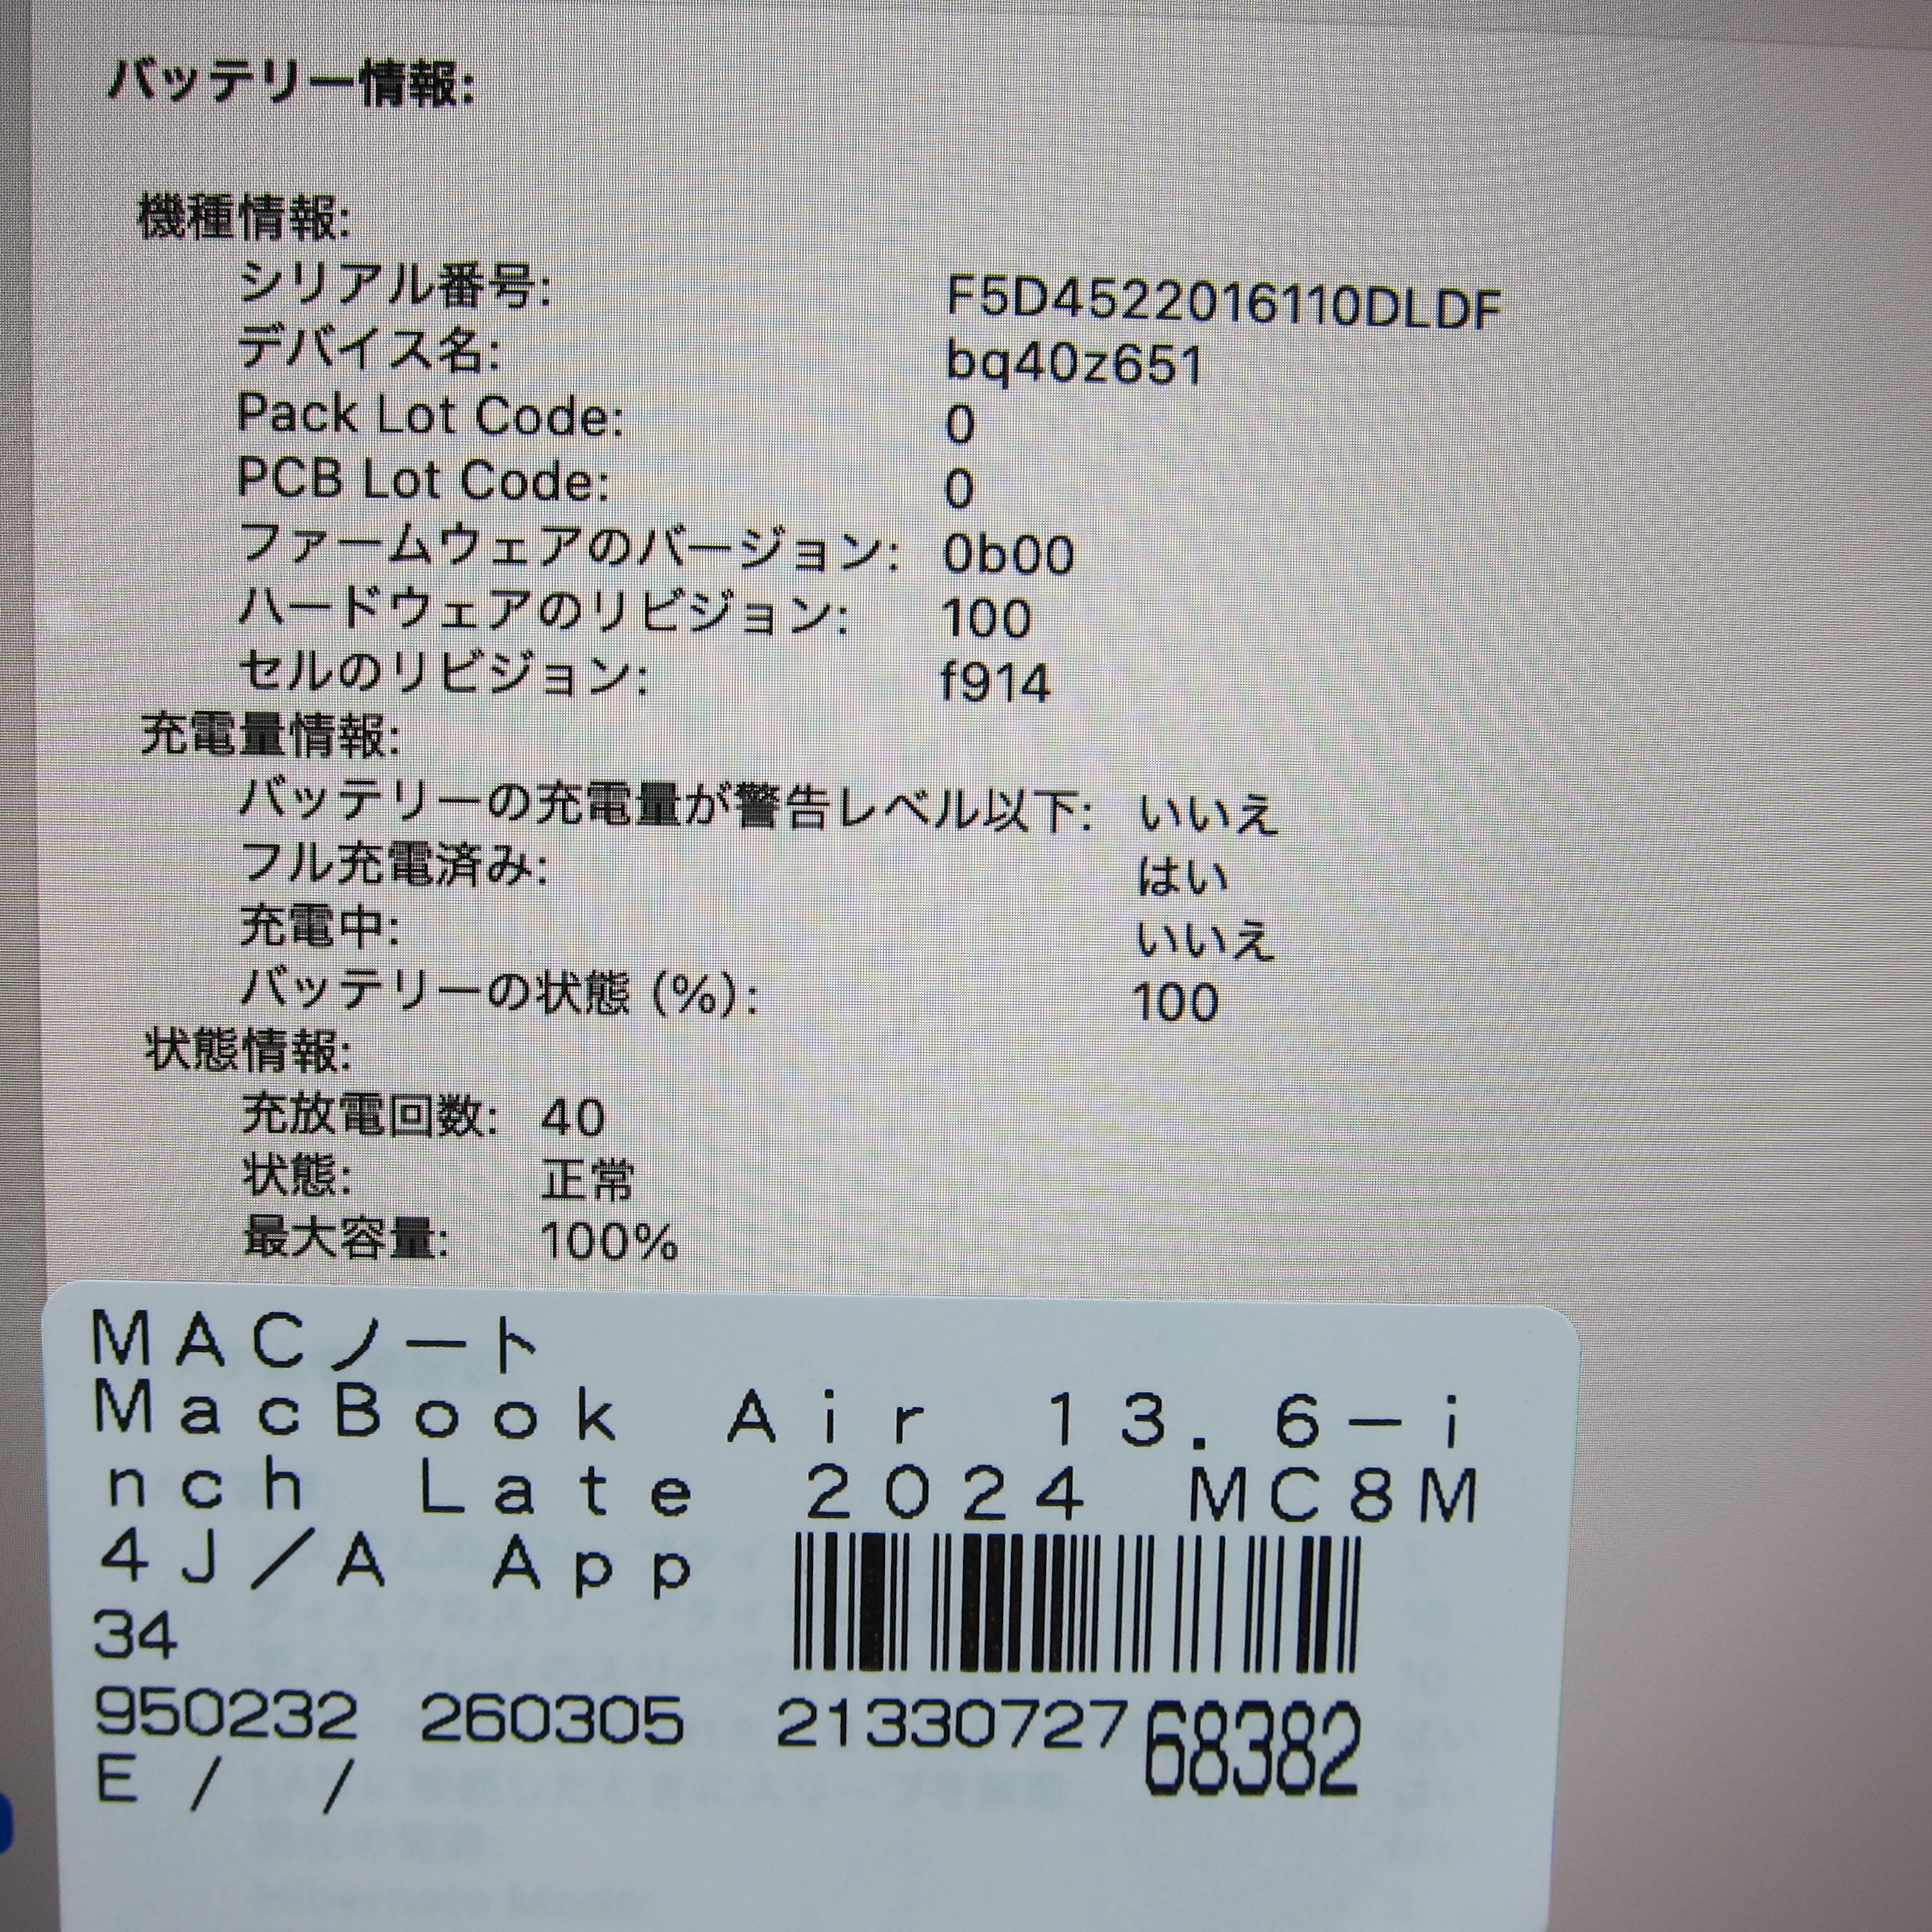 バッテリー情報:
機種情報:
シリアル番号: F5D4522016110DLDF
デバイス名: bq40z651
Pack Lot Code: 0
PCB Lot Code: 0
ファームウェアのバージョン: 0b00
ハードウェアのリビジョン: 100
セルのリビジョン: f914
充電量情報:
バッテリーの充電量が警告レベル以下: いいえ
フル充電済み: はい
充電中: いいえ
バッテリーの状態 (%): 100
状態情報:
充放電回数: 40
状態: 正常
最大容量: 100%
MACノート
MacBook Air 13.6-i
nch Late 2024 MC8M
4J/A App
34
950232 260305 2133072768382
E / /